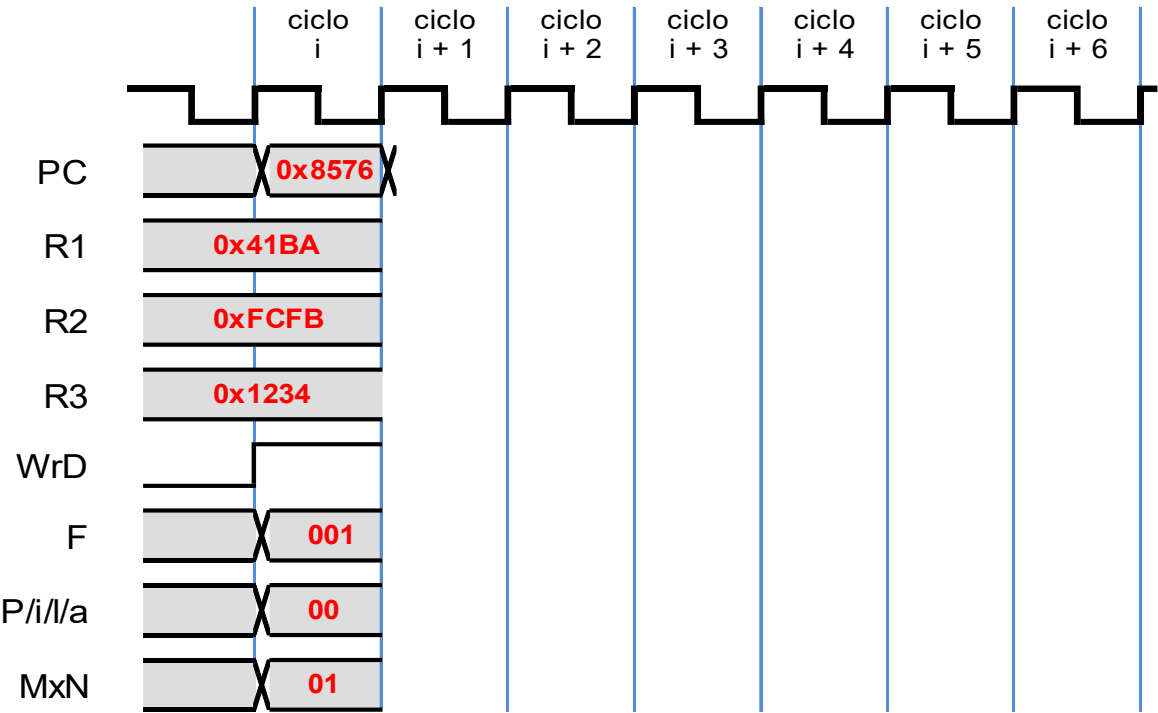 ciclo ciclo ciclo ciclo ciclo ciclo ciclo
i i + 1 i + 2 i + 3 i + 4 i + 5 i + 6
PC 0x8576
R1 0x41BA
R2 0xFCFB
R3 0x1234
WrD
F 001
P/i/l/a 00
MxN 01